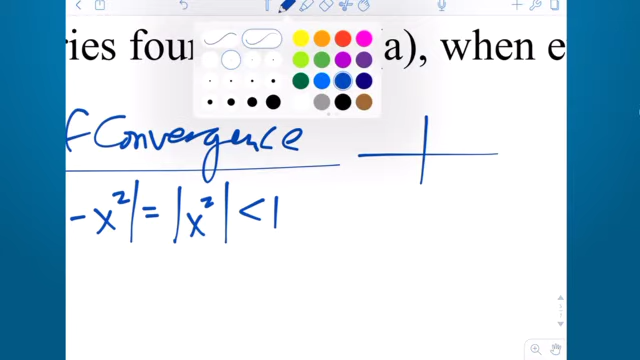 ries four (a), when e
f Convergence
-x²| = |x²| < 1